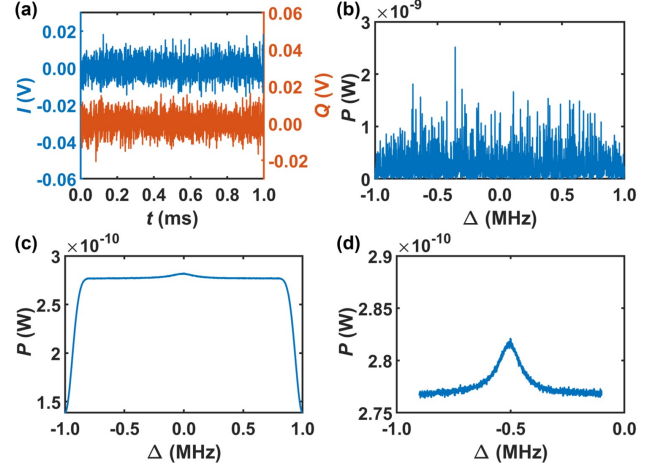 (a)
0.02
0.00
-0.02
-0.04
-0.06
I (V)
0.06
0.04
0.02
0.00
-0.02
Q (V)
0.0 0.2 0.4 0.6 0.8 1.0
t (ms)
(b)
3 ×10⁻⁹
2
1
0
P (W)
-1.0 -0.5 0.0 0.5 1.0
Δ (MHz)
(c)
×10⁻¹⁰
3
2.5
2
1.5
P (W)
-1.0 -0.5 0.0 0.5 1.0
Δ (MHz)
(d)
×10⁻¹⁰
2.9
2.85
2.8
2.75
P (W)
-1.0 -0.5 0.0
Δ (MHz)